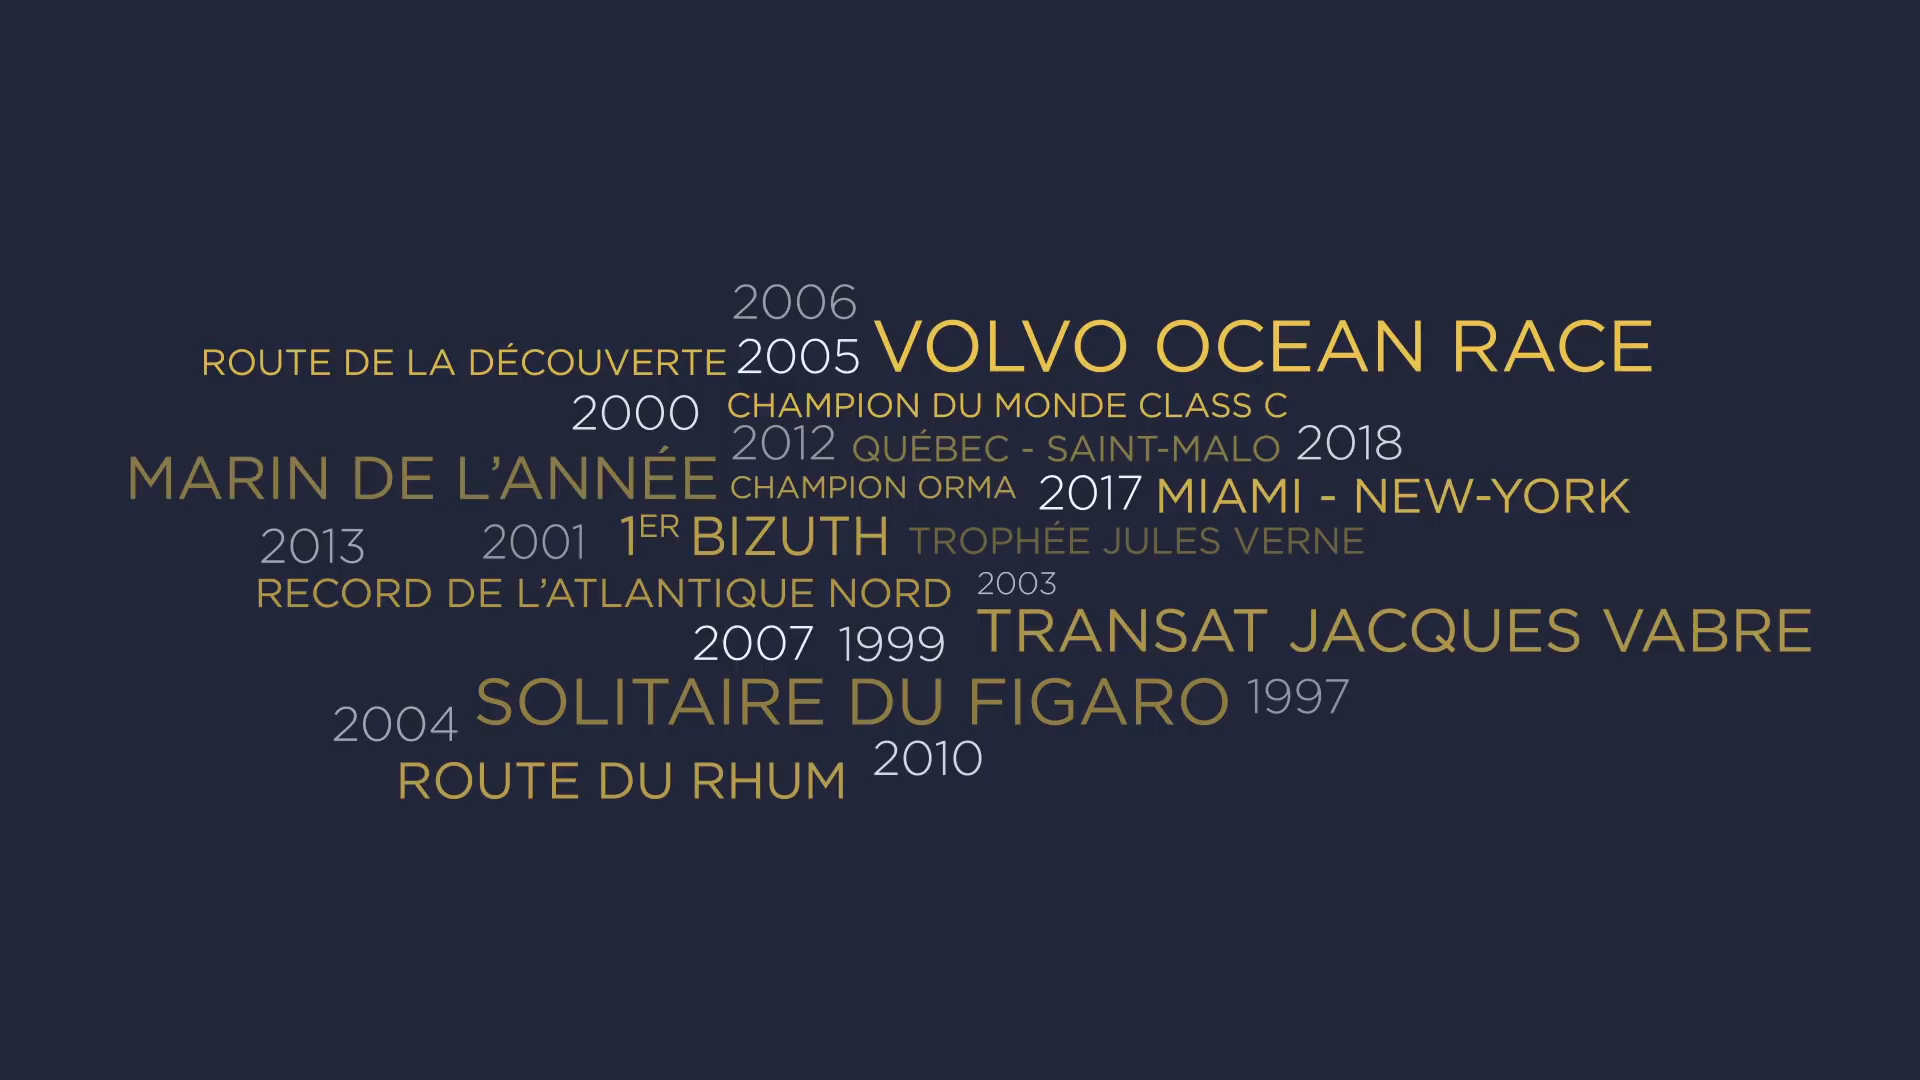 2006
ROUTE DE LA DÉCOUVERTE 2005 VOLVO OCEAN RACE
2000 CHAMPION DU MONDE CLASS C
2012 QUÉBEC - SAINT-MALO 2018
MARIN DE L’ANNÉE CHAMPION ORMA 2017 MIAMI - NEW-YORK
2013 2001 1ER BIZUTH TROPHÉE JULES VERNE
RECORD DE L’ATLANTIQUE NORD 2003
2007 1999 TRANSAT JACQUES VABRE
2004 SOLITAIRE DU FIGARO 1997
ROUTE DU RHUM 2010